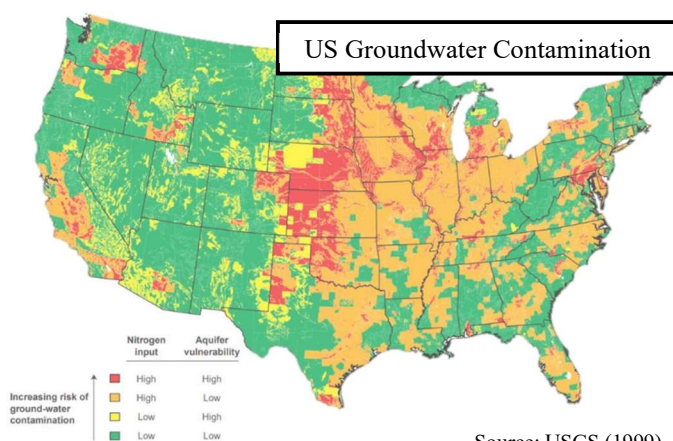 US Groundwater Contamination
Nitrogen input
Aquifer vulnerability
High High
High Low
Low High
Low Low
Increasing risk of
ground-water
contamination
Source: USGS (1999)